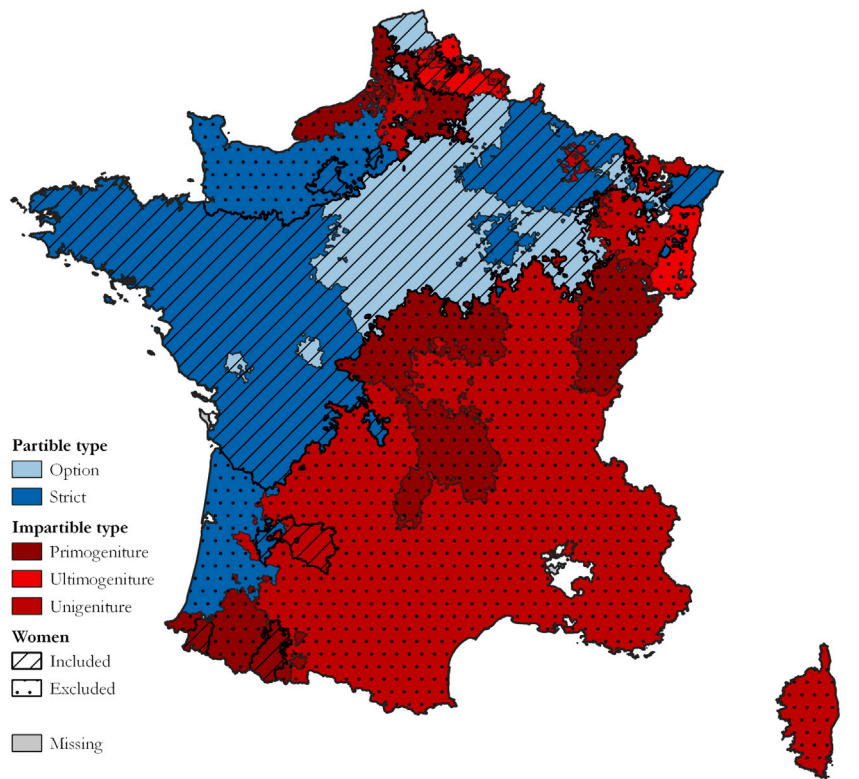 Partible type
Option
Strict
Impartible type
Primogeniture
Ultimogeniture
Unigeniture
Women
Included
Excluded
Missing